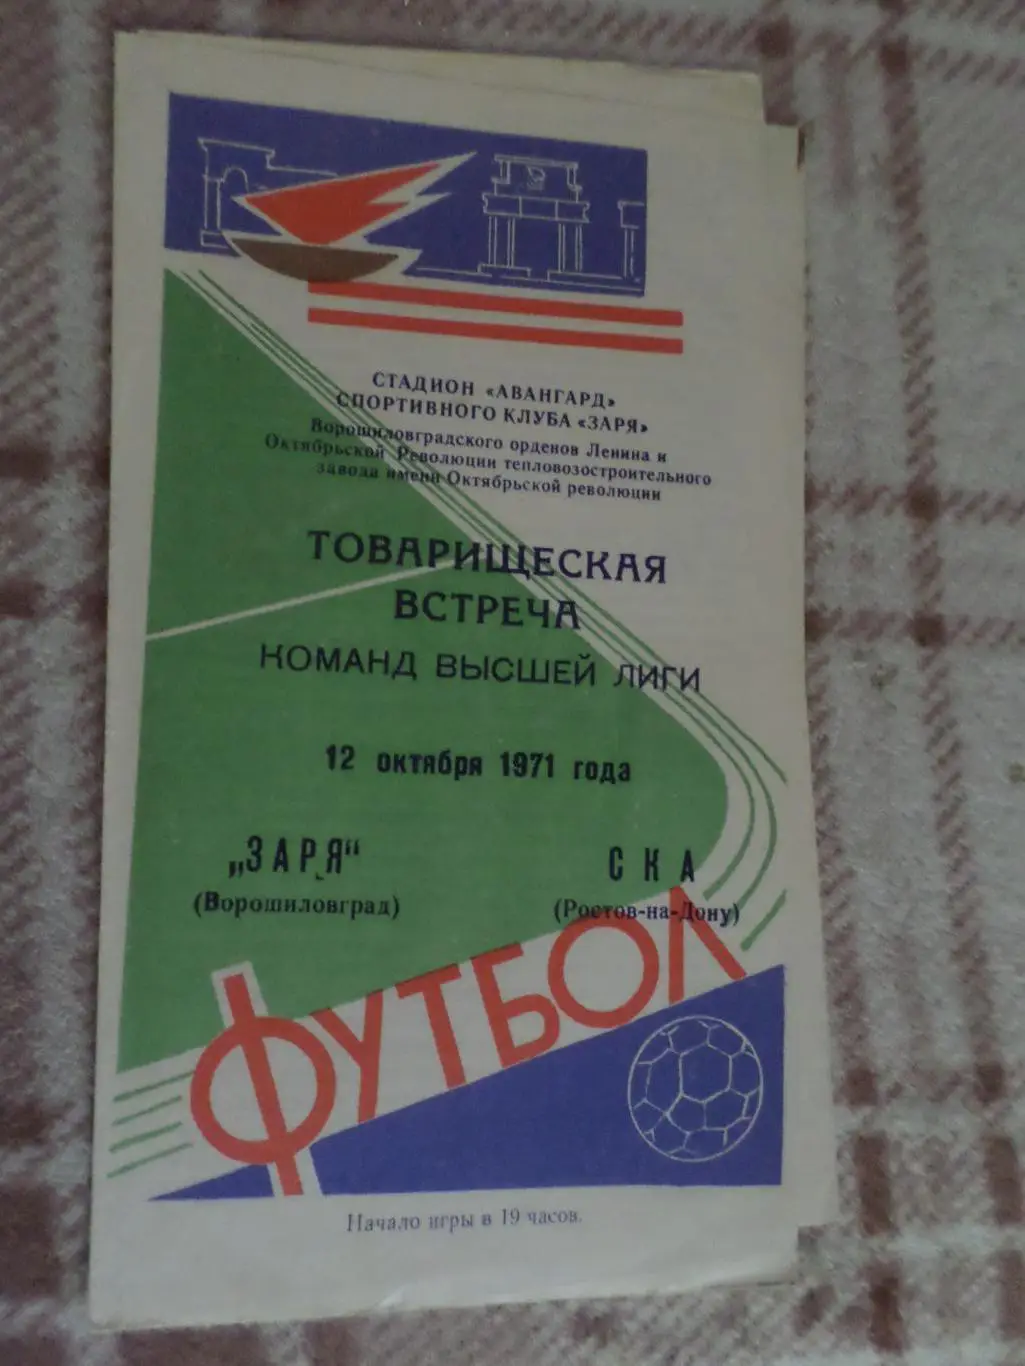 СТАДИОН «АВАНГАРД»
СПОРТИВНОГО КЛУБА «ЗАРЯ»
Ворошиловградского орденов Ленина и
Октябрьской Революции тепловозостроительного
завода имени Октябрьской революции
ТОВАРИЩЕСКАЯ
ВСТРЕЧА
КОМАНД ВЫСШЕЙ ЛИГИ
12 октября 1971 года
„ЗАРЯ“ СКА
(Ворошиловград) (Ростов-на-Дону)
ФУТБОЛ
Начало игры в 19 часов.